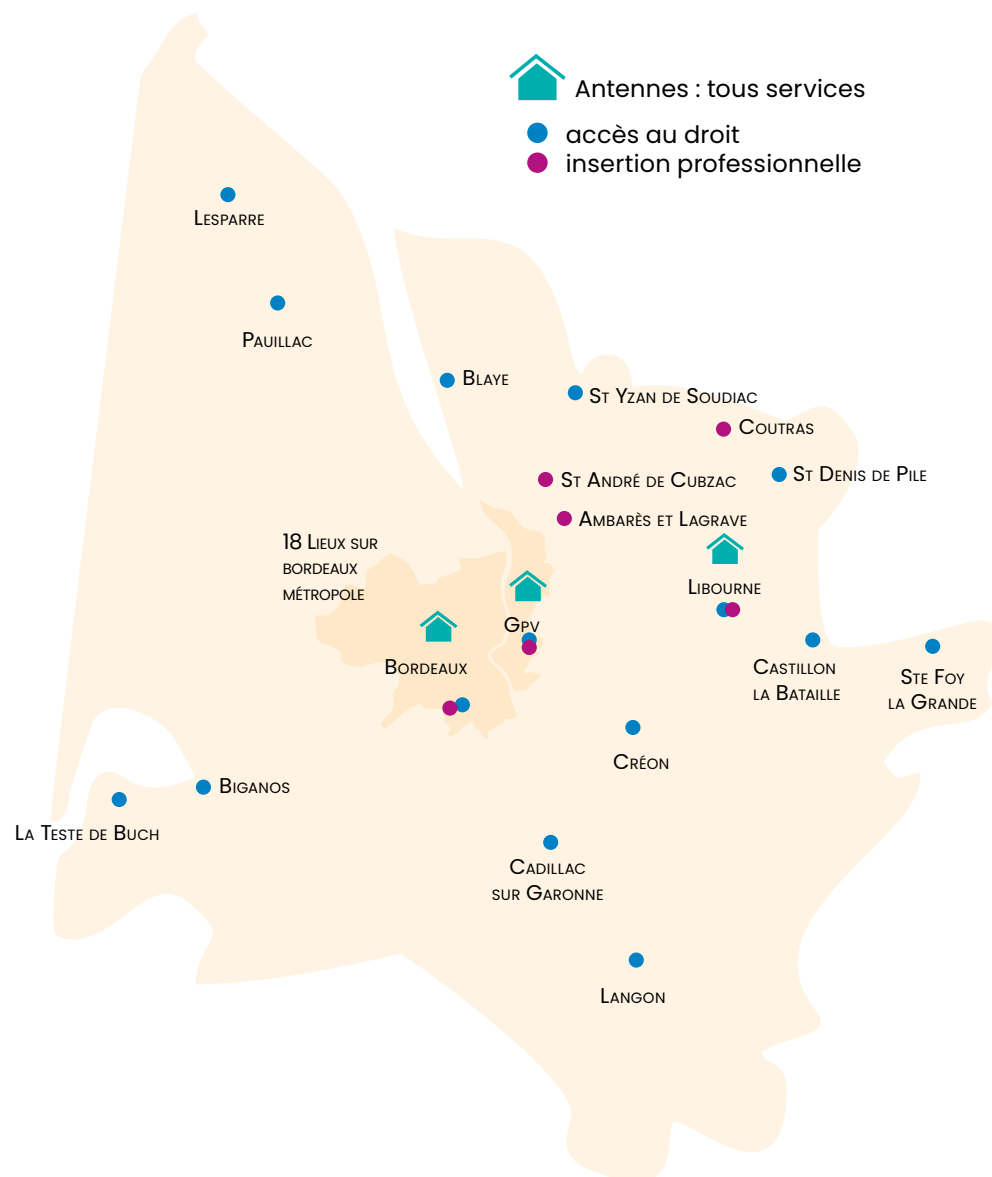 Antennes : tous services
accès au droit
insertion professionnelle
Lesparre
Pauillac
Blaye
St Yzan de Soudiac
Coutras
St Denis de Pile
St André de Cubzac
Ambarès et Lagrave
18 Lieux sur
bordeaux
métropole
Libourne
Gpv
Bordeaux
Castillon
la Bataille
Ste Foy
la Grande
Créon
Biganos
La Teste de Buch
Cadillac
sur Garonne
Langon